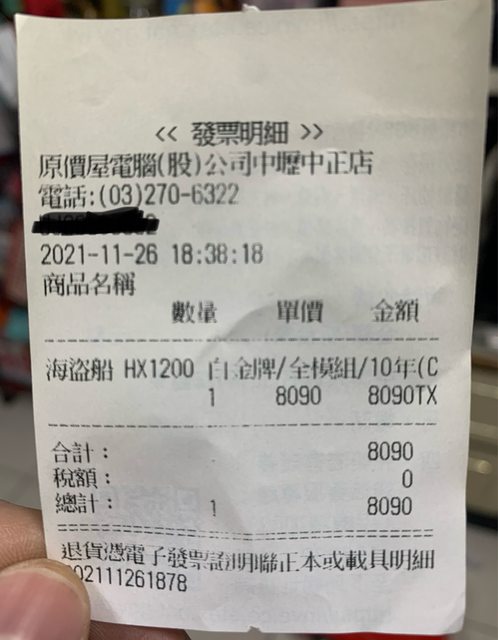 << 發票明細 >>
原價屋電腦(股)公司中壢中正店
電話:(03)270-6322
2021-11-26 18:38:18
商品名稱
數量 單價 金額
海盜船 HX1200 白金牌/全模組/10年(C
1 8090 8090TX
合計: 8090
稅額: 0
總計: 1 8090
退貨憑電子發票證明聯正本或載具明細
02111261878